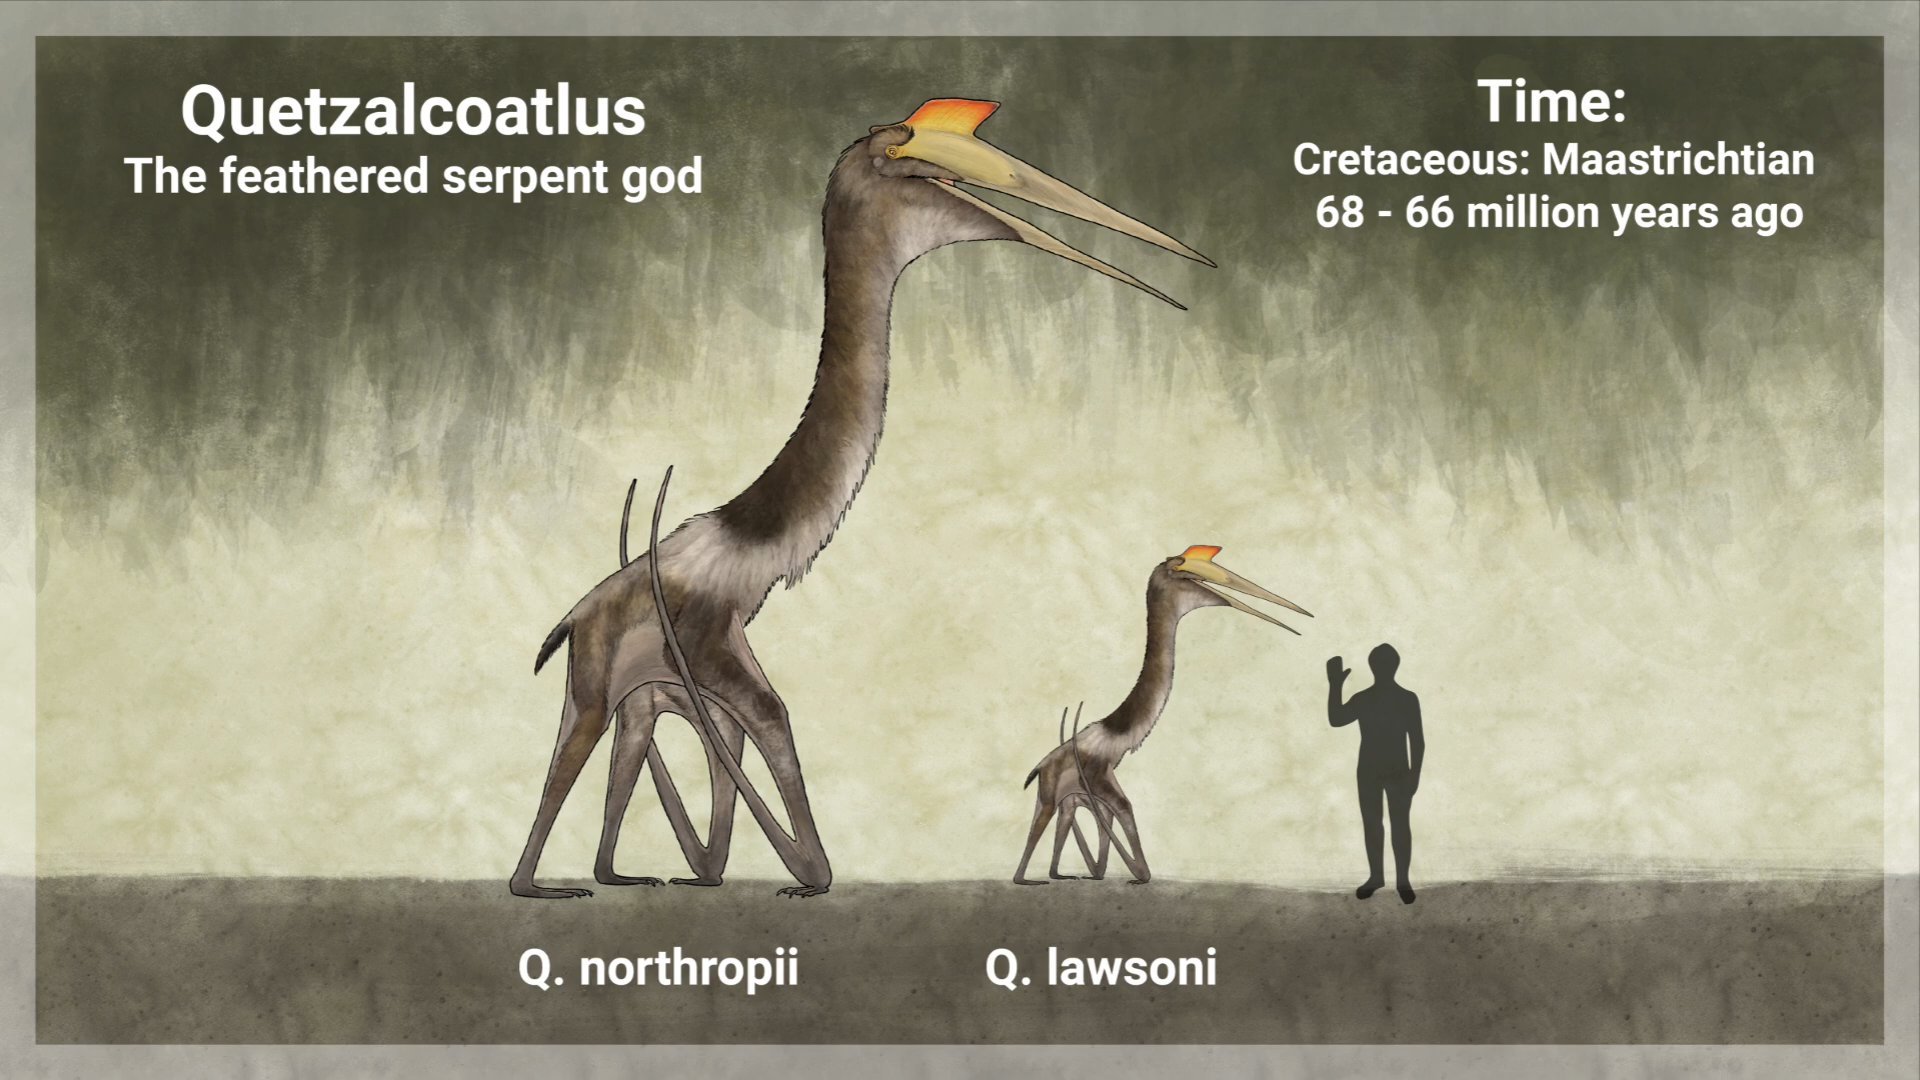 Quetzalcoatlus
The feathered serpent god
Time:
Cretaceous: Maastrichtian
68 - 66 million years ago
Q. northropii
Q. lawsoni